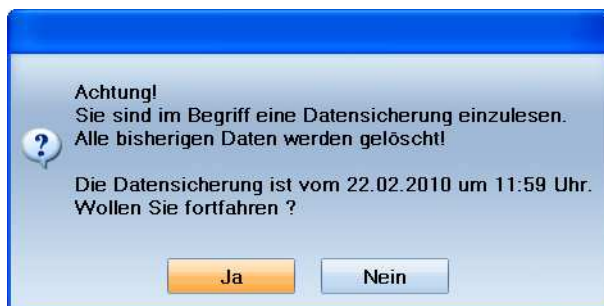 Achtung!
Sie sind im Begriff eine Datensicherung einzulesen.
Alle bisherigen Daten werden gelöscht!
Die Datensicherung ist vom 22.02.2010 um 11:59 Uhr.
Wollen Sie fortfahren ?
Ja
Nein